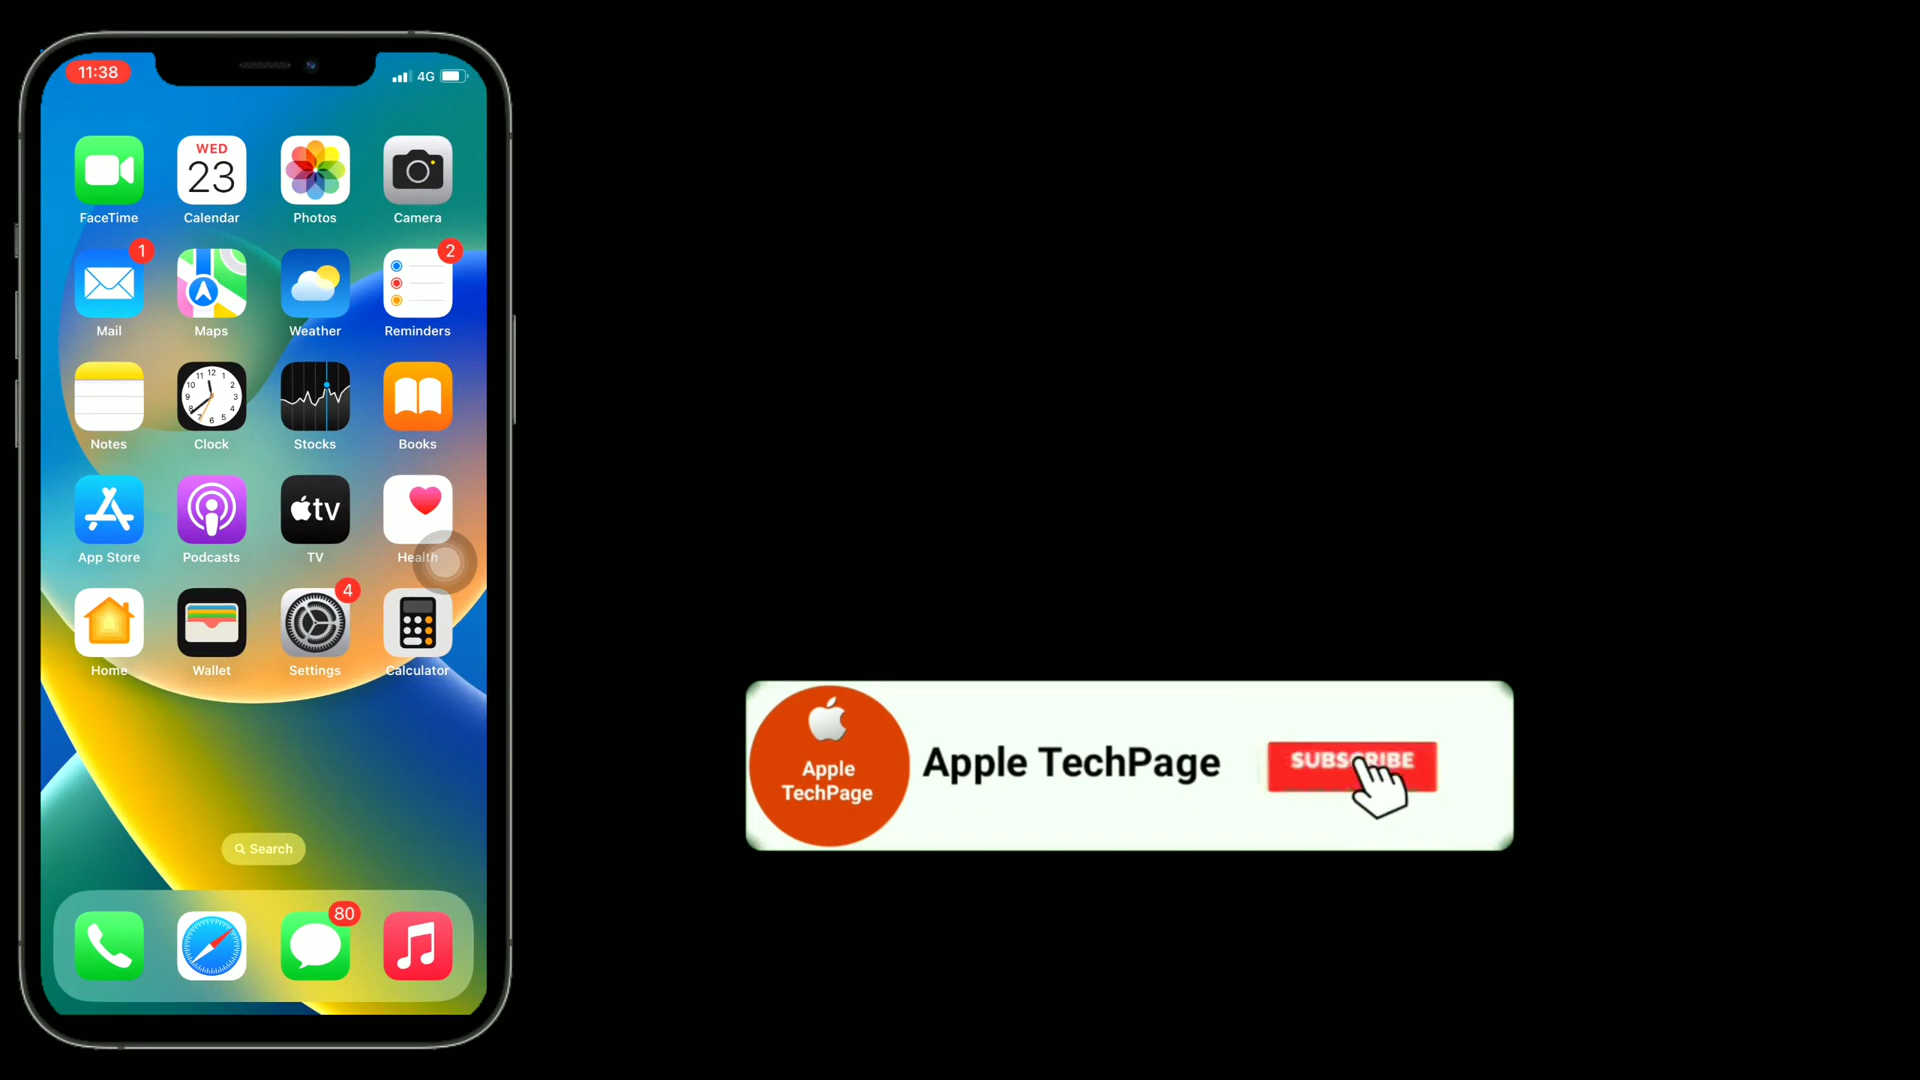 11:38
4G
WED
23
FaceTime
Calendar
Photos
Camera
1
2
Mail
Maps
Weather
Reminders
Notes
Clock
Stocks
Books
tv
App Store
Podcasts
TV
Health
4
Home
Wallet
Settings
Calculator
Search
80
Apple
TechPage
Apple TechPage
SUBSCRIBE